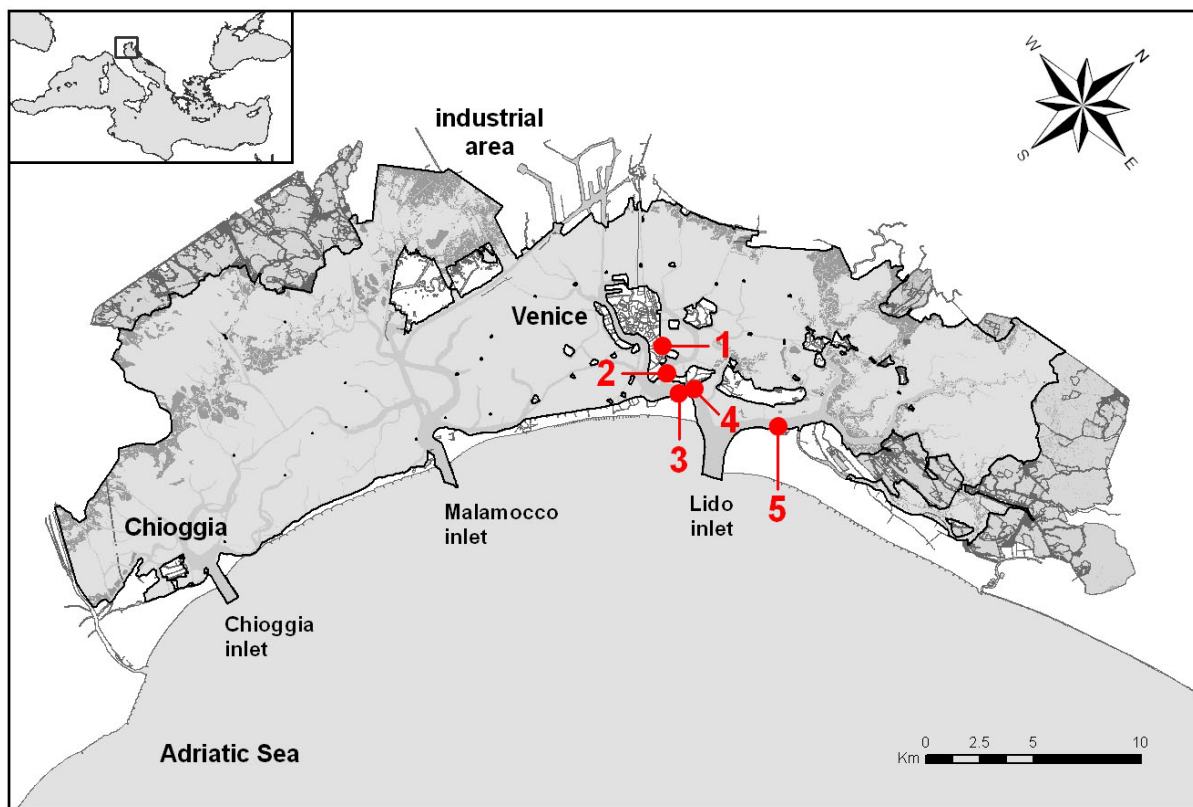 W
N
S
E
industrial
area
Venice
1
2
3
4
5
Malamocco
inlet
Lido
inlet
Chioggia
Chioggia
inlet
Adriatic Sea
0 2.5 5 10
Km